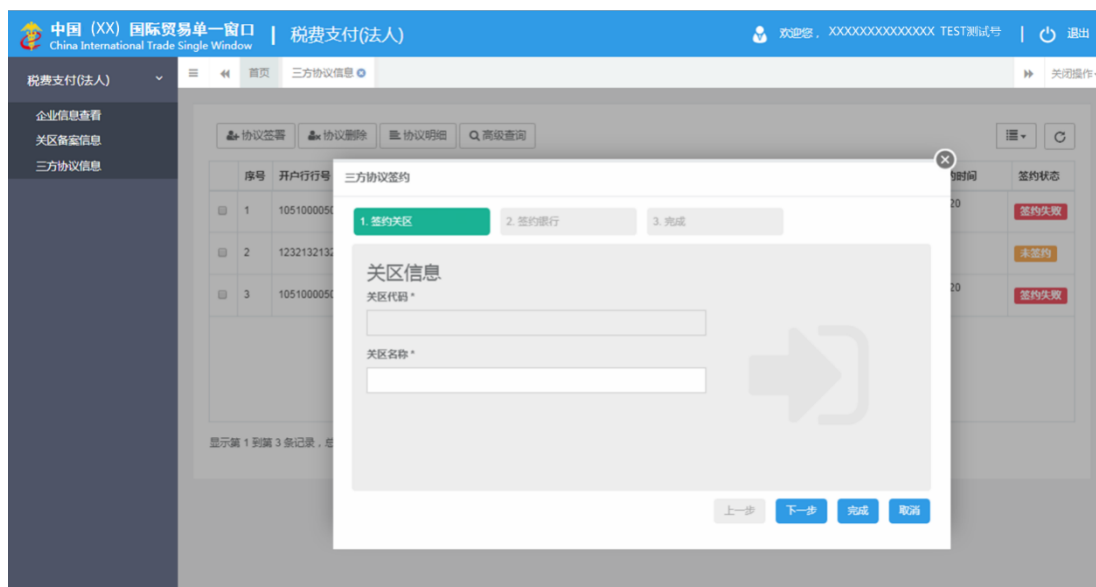 中国（XX）国际贸易单一窗口 | 税费支付(法人)
China International Trade Single Window
欢迎您，XXXXXXXXXXXXXX TEST测试号 | 退出
税费支付(法人)
首页 三方协议信息 关闭操作
企业信息查看
关区备案信息
三方协议信息
协议签署 协议删除 协议明细 高级查询
序号 开户行行号 约时间 签约状态
1 1051000050 20 签约失败
2 1232132132 未签约
3 1051000050 20 签约失败
显示第 1 到第 3 条记录，总
三方协议签约
1. 签约关区 2. 签约银行 3. 完成
关区信息
关区代码 *
关区名称 *
上一步 下一步 完成 取消